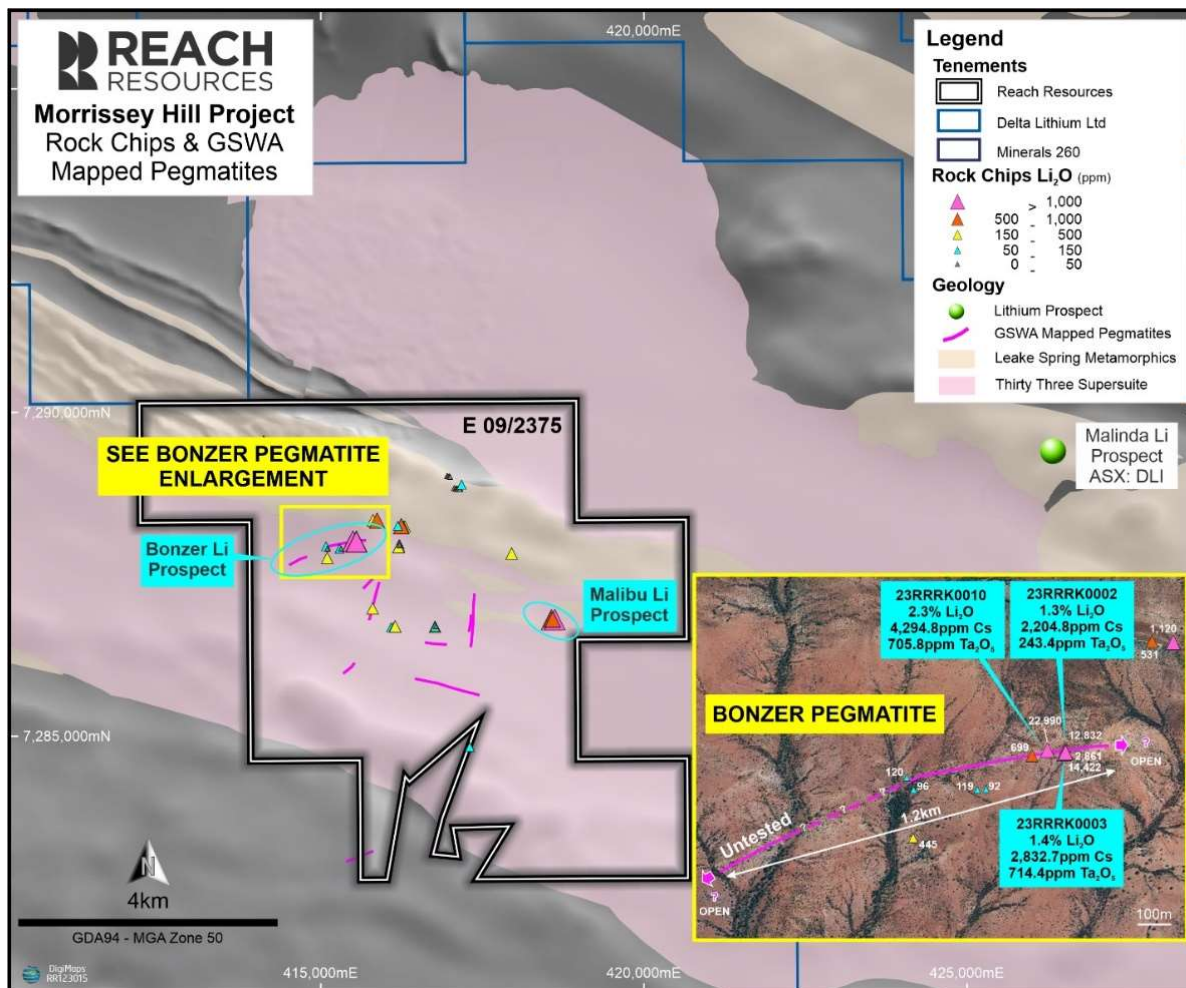 REACH
RESOURCES
Morrissey Hill Project
Rock Chips & GSWA
Mapped Pegmatites
420,000mE
Legend
Tenements
Reach Resources
Delta Lithium Ltd
Minerals 260
Rock Chips Li₂O (ppm)
> 1,000
500 - 1,000
150 - 500
50 - 150
0 - 50
Geology
Lithium Prospect
GSWA Mapped Pegmatites
Leake Spring Metamorphics
Thirty Three Supersuite
7,290,000mN
E 09/2375
SEE BONZER PEGMATITE
ENLARGEMENT
Malinda Li
Prospect
ASX: DLI
Bonzer Li
Prospect
Malibu Li
Prospect
23RRRK0010
2.3% Li₂O
4,294.8ppm Cs
705.8ppm Ta₂O₅
23RRRK0002
1.3% Li₂O
2,204.8ppm Cs
243.4ppm Ta₂O₅
1,120
531
BONZER PEGMATITE
22,990
12,832
699
2,861
14,422
?
OPEN
120
96
119
92
? ? ? ?
1.2km
Untested
445
23RRRK0003
1.4% Li₂O
2,832.7ppm Cs
714.4ppm Ta₂O₅
?
OPEN
100m
7,285,000mN
N
4km
GDA94 - MGA Zone 50
DigiMaps
RR123015
415,000mE
420,000mE
425,000mE